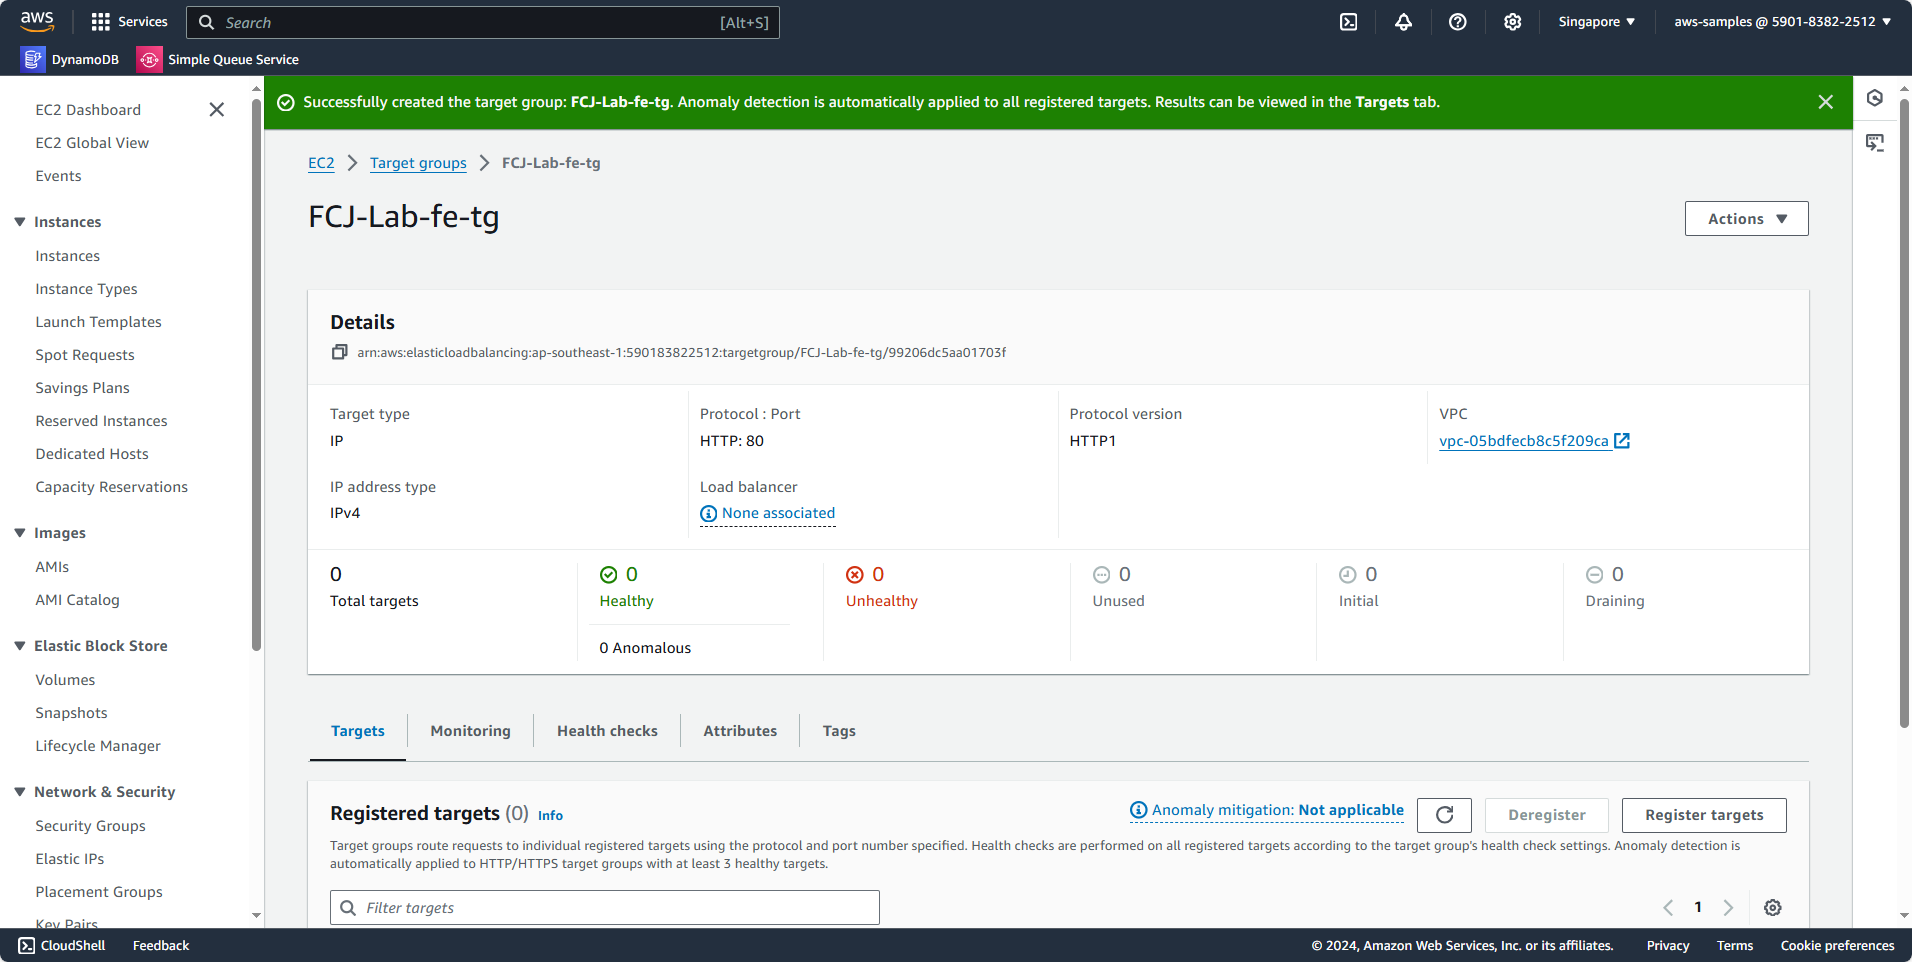 aws
Services
Search
[Alt+S]
Singapore
aws-samples @ 5901-8382-2512
DynamoDB
Simple Queue Service
EC2 Dashboard
EC2 Global View
Events
Instances
Instances
Instance Types
Launch Templates
Spot Requests
Savings Plans
Reserved Instances
Dedicated Hosts
Capacity Reservations
Images
AMIs
AMI Catalog
Elastic Block Store
Volumes
Snapshots
Lifecycle Manager
Network & Security
Security Groups
Elastic IPs
Placement Groups
Key Pairs
Successfully created the target group: FCJ-Lab-fe-tg. Anomaly detection is automatically applied to all registered targets. Results can be viewed in the Targets tab.
EC2
Target groups
FCJ-Lab-fe-tg
FCJ-Lab-fe-tg
Actions
Details
arn:aws:elasticloadbalancing:ap-southeast-1:590183822512:targetgroup/FCJ-Lab-fe-tg/99206dc5aa01703f
Target type
IP
Protocol : Port
HTTP: 80
Protocol version
HTTP1
VPC
vpc-05bdfecb8c5f209ca
IP address type
IPv4
Load balancer
None associated
0
Total targets
0
Healthy
0 Anomalous
0
Unhealthy
0
Unused
0
Initial
0
Draining
Targets
Monitoring
Health checks
Attributes
Tags
Registered targets (0) Info
Anomaly mitigation: Not applicable
Deregister
Register targets
Target groups route requests to individual registered targets using the protocol and port number specified. Health checks are performed on all registered targets according to the target group's health check settings. Anomaly detection is
automatically applied to HTTP/HTTPS target groups with at least 3 healthy targets.
Filter targets
1
CloudShell
Feedback
© 2024, Amazon Web Services, Inc. or its affiliates.
Privacy
Terms
Cookie preferences